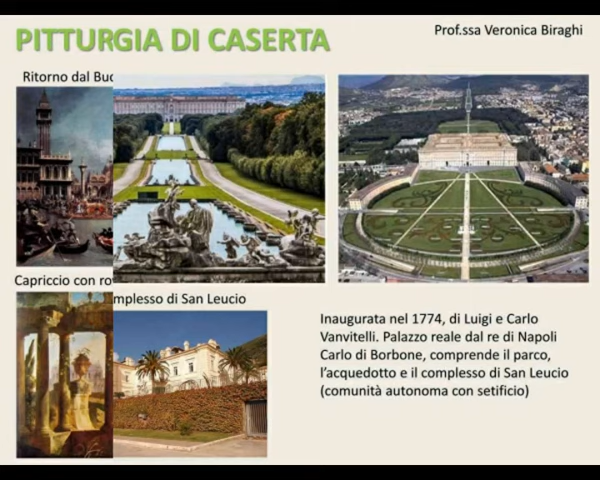 PITTURGIA DI CASERTA
Prof.ssa Veronica Biraghi
Ritorno dal
Capriccio con
mplesso di San Leucio
Inaugurata nel 1774, di Luigi e Carlo
Vanvitelli. Palazzo reale dal re di Napoli
Carlo di Borbone, comprende il parco,
l'acquedotto e il complesso di San Leucio
(comunità autonoma con setificio)